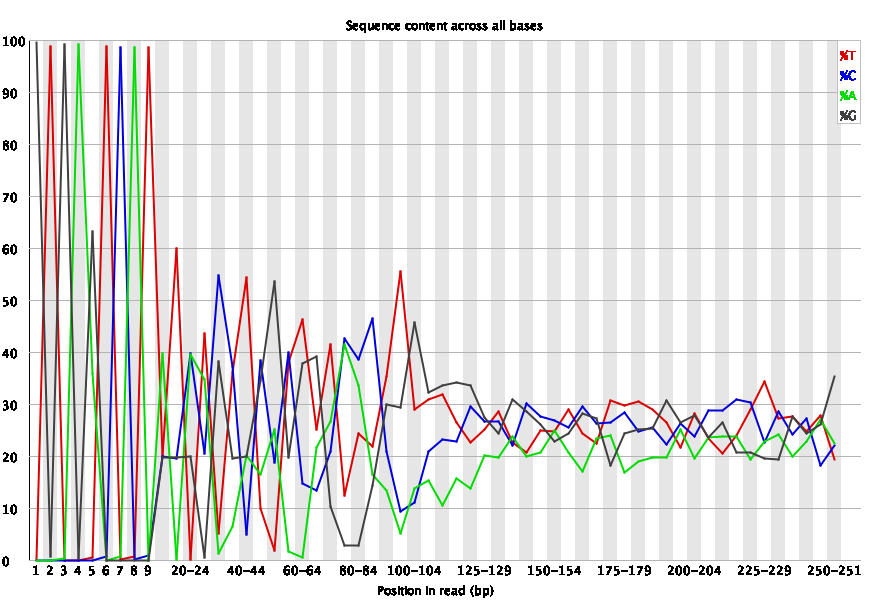 Sequence content across all bases
%T
%C
%A
%G
100
90
80
70
60
50
40
30
20
10
0
1 2 3 4 5 6 7 8 9 20-24 40-44 60-64 80-84 100-104 125-129 150-154 175-179 200-204 225-229 250-251
Position in read (bp)